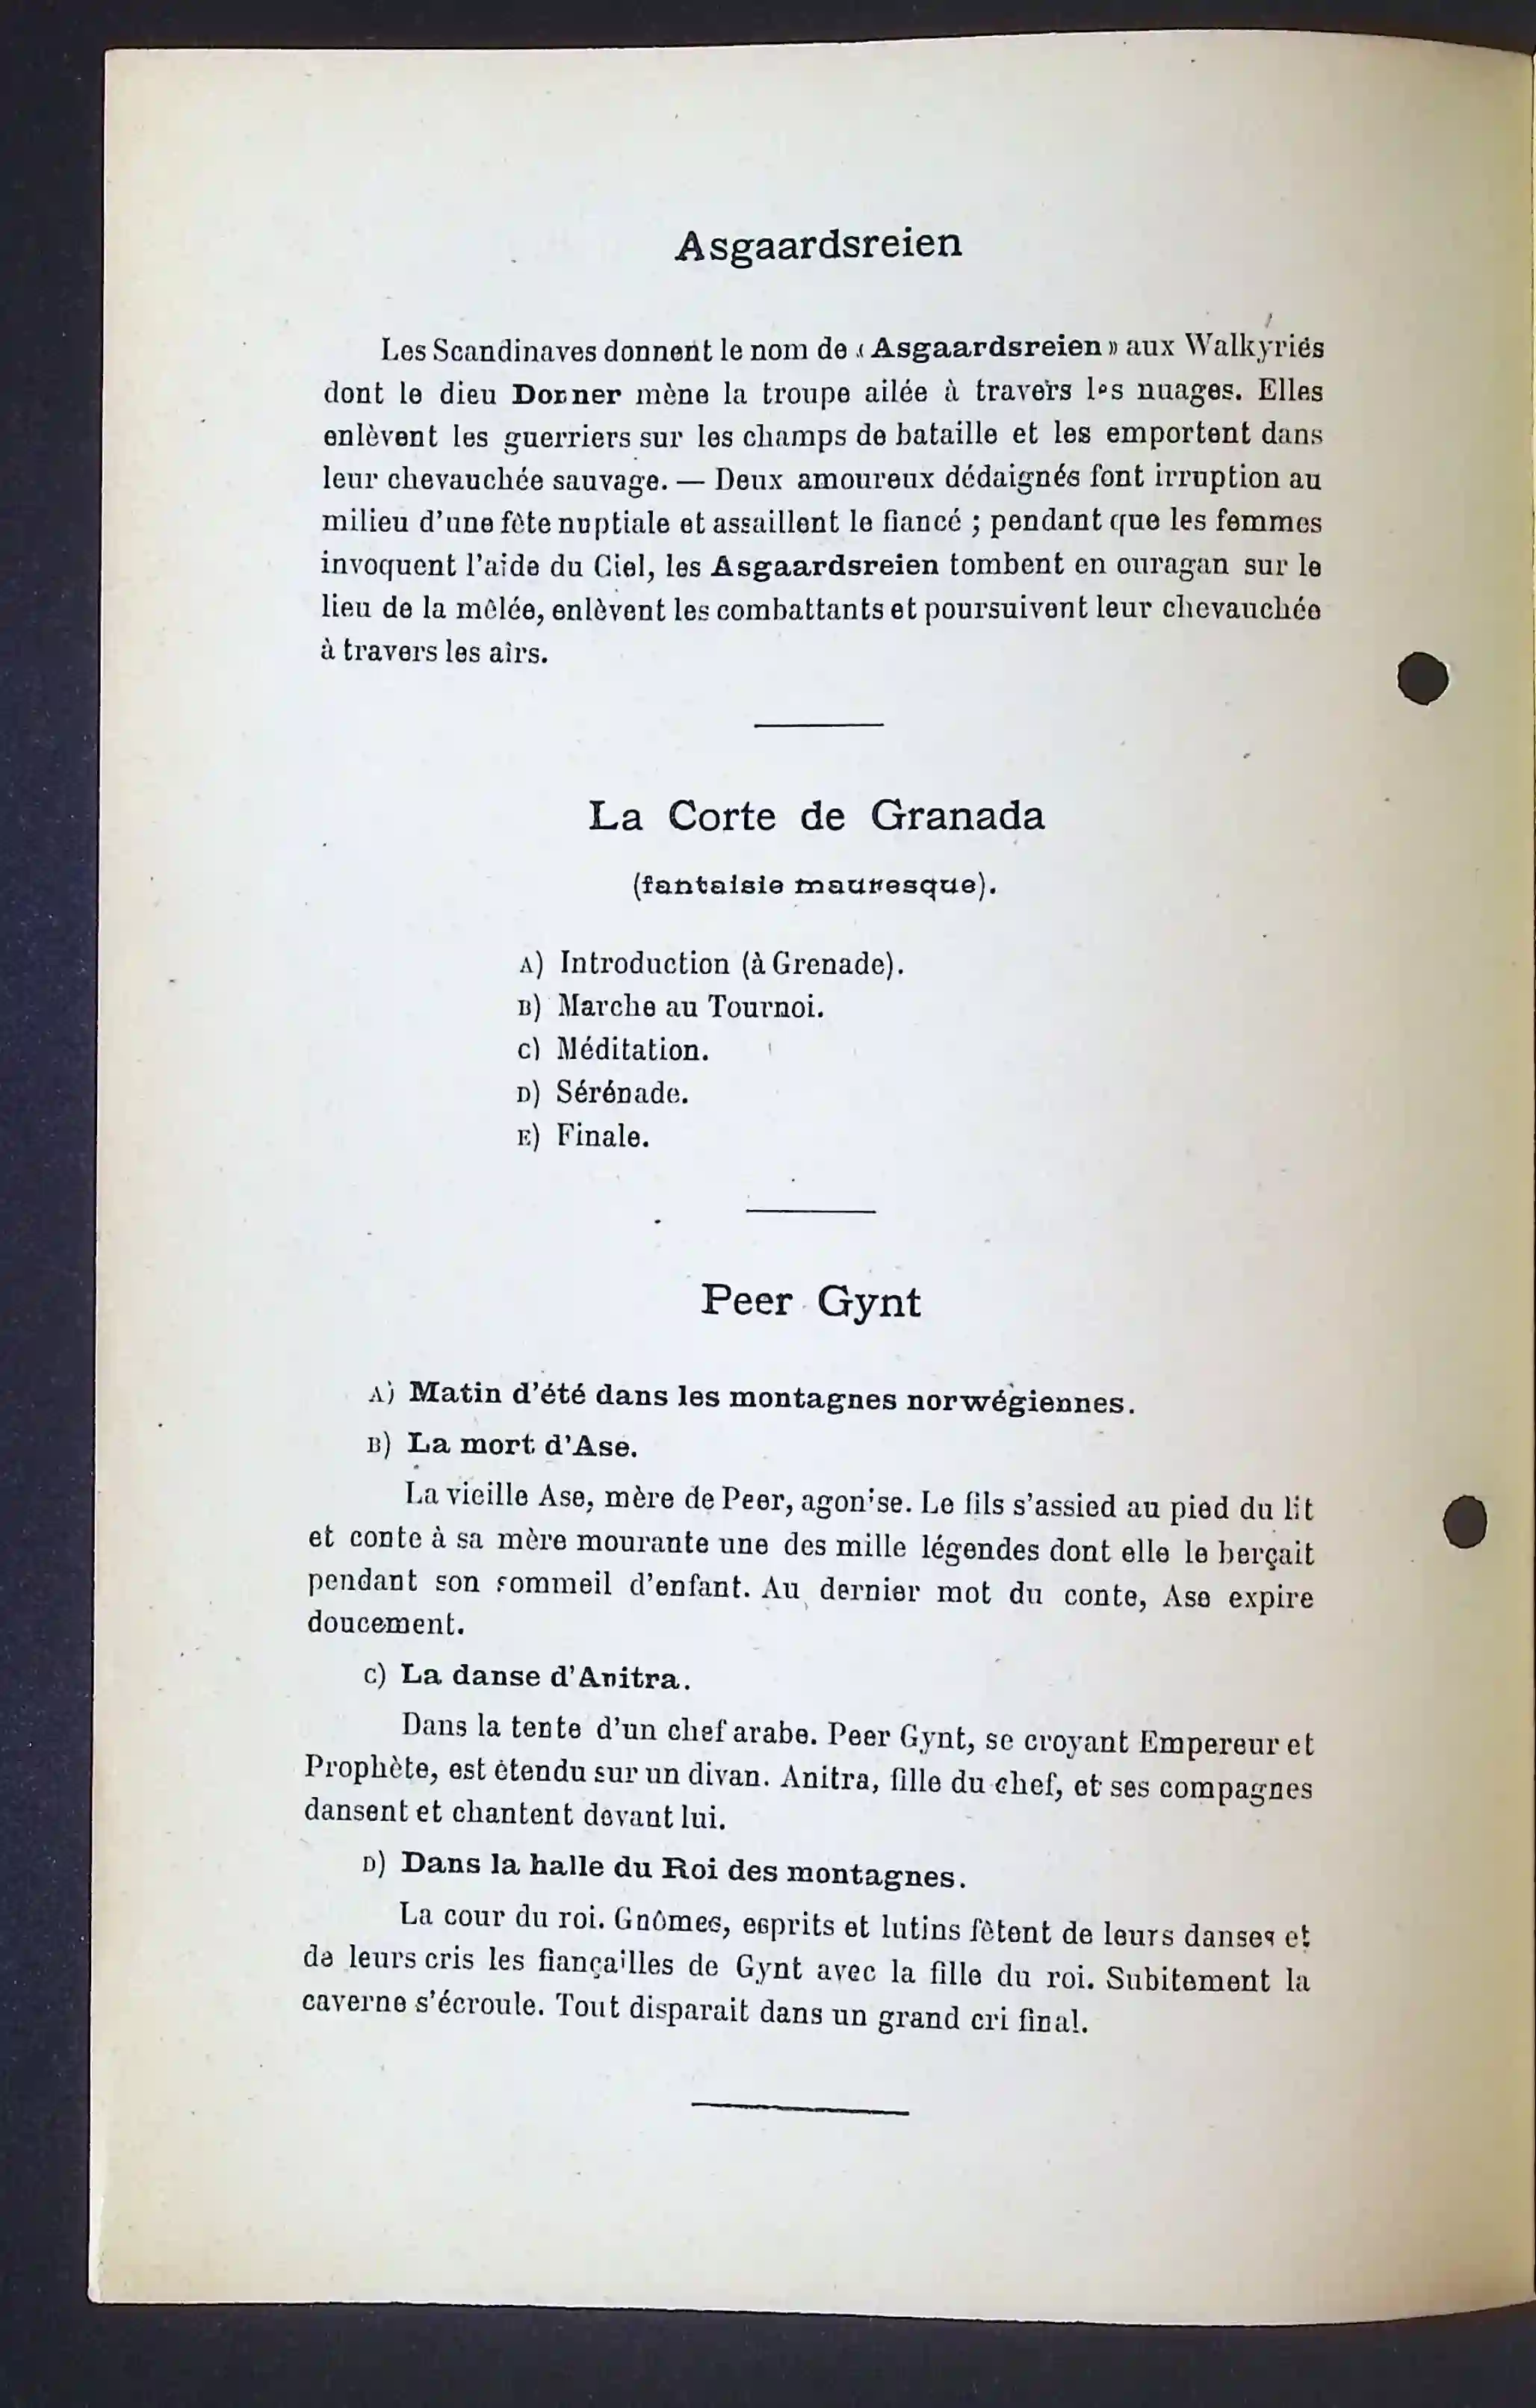 Asgaardsreien
Les Scandinaves donnent le nom de « Asgaardsreien » aux Walkyries
dont le dieu Donner mène la troupe ailée à travers les nuages. Elles
enlèvent les guerriers sur les champs de bataille et les emportent dans
leur chevauchée sauvage. — Deux amoureux dédaignés font irruption au
milieu d'une fête nuptiale et assaillent le fiancé ; pendant que les femmes
invoquent l'aide du Ciel, les Asgaardsreien tombent en ouragan sur le
lieu de la mêlée, enlèvent les combattants et poursuivent leur chevauchée
à travers les airs.
La Corte de Granada
(fantaisie mauresque).
A) Introduction (à Grenade).
B) Marche au Tournoi.
C) Méditation.
D) Sérénade.
E) Finale.
Peer Gynt
A) Matin d'été dans les montagnes norwégiennes.
B) La mort d'Ase.
La vieille Ase, mère de Peer, agonise. Le fils s'assied au pied du lit
et conte à sa mère mourante une des mille légendes dont elle le berçait
pendant son sommeil d'enfant. Au dernier mot du conte, Ase expire
doucement.
C) La danse d'Anitra.
Dans la tente d'un chef arabe. Peer Gynt, se croyant Empereur et
Prophète, est étendu sur un divan. Anitra, fille du chef, et ses compagnes
dansent et chantent devant lui.
D) Dans la halle du Roi des montagnes.
La cour du roi. Gnômes, esprits et lutins fêtent de leurs danses et
de leurs cris les fiançailles de Gynt avec la fille du roi. Subitement la
caverne s'écroule. Tout disparait dans un grand cri final.